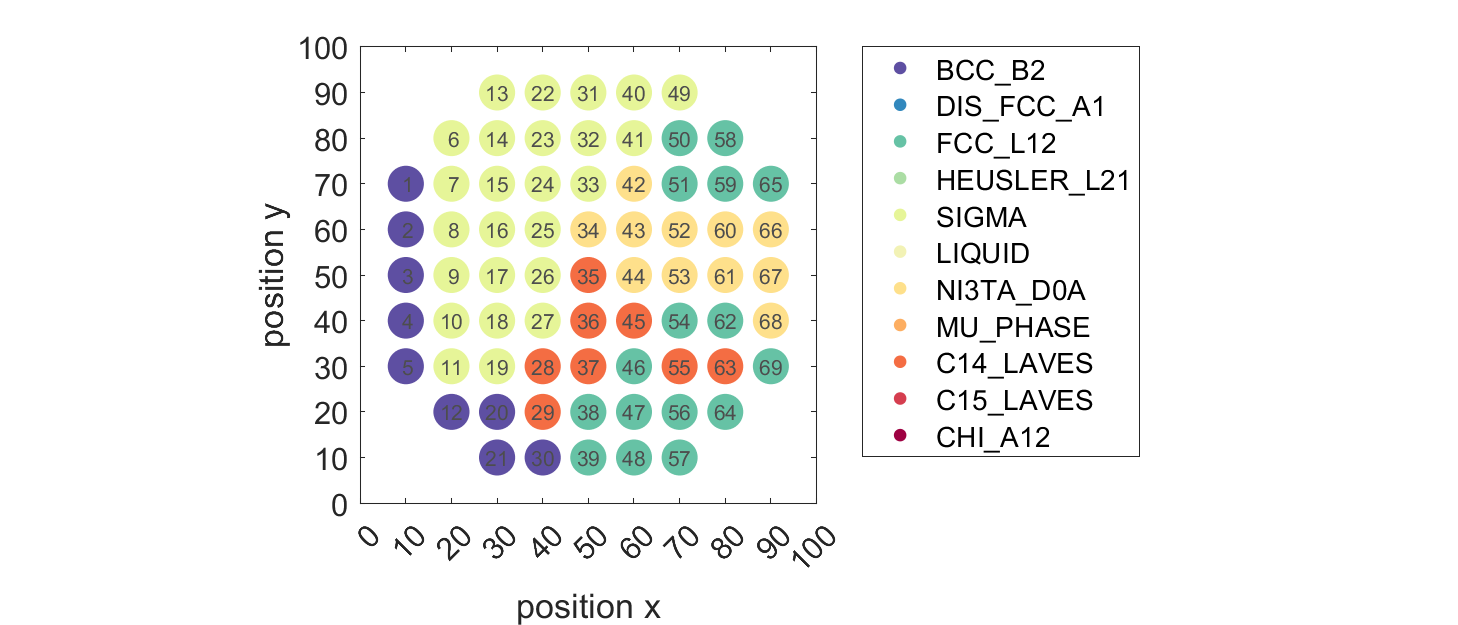 100
90 13 22 31 40 49
80 6 14 23 32 41 50 58
70 1 7 15 24 33 42 51 59 65
60 2 8 16 25 34 43 52 60 66
50 3 9 17 26 35 44 53 61 67
40 4 10 18 27 36 45 54 62 68
30 5 11 19 28 37 46 55 63 69
20 12 20 29 38 47 56 64
10 21 30 39 48 57
0
0 10 20 30 40 50 60 70 80 90 100
position x
position y
BCC_B2
DIS_FCC_A1
FCC_L12
HEUSLER_L21
SIGMA
LIQUID
NI3TA_D0A
MU_PHASE
C14_LAVES
C15_LAVES
CHI_A12